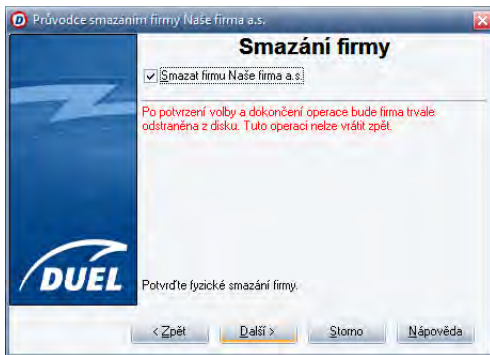 Průvodce smazaním firmy Naše firma a.s.
Smazání firmy
Smazat firmu Naše firma a.s.
Po potvrzení volby a dokončení operace bude firma trvale
odstraněna z disku. Tuto operaci nelze vrátit zpět.
DUEL
Potvrďte fyzické smazání firmy.
< Zpět
Další >
Storno
Nápověda